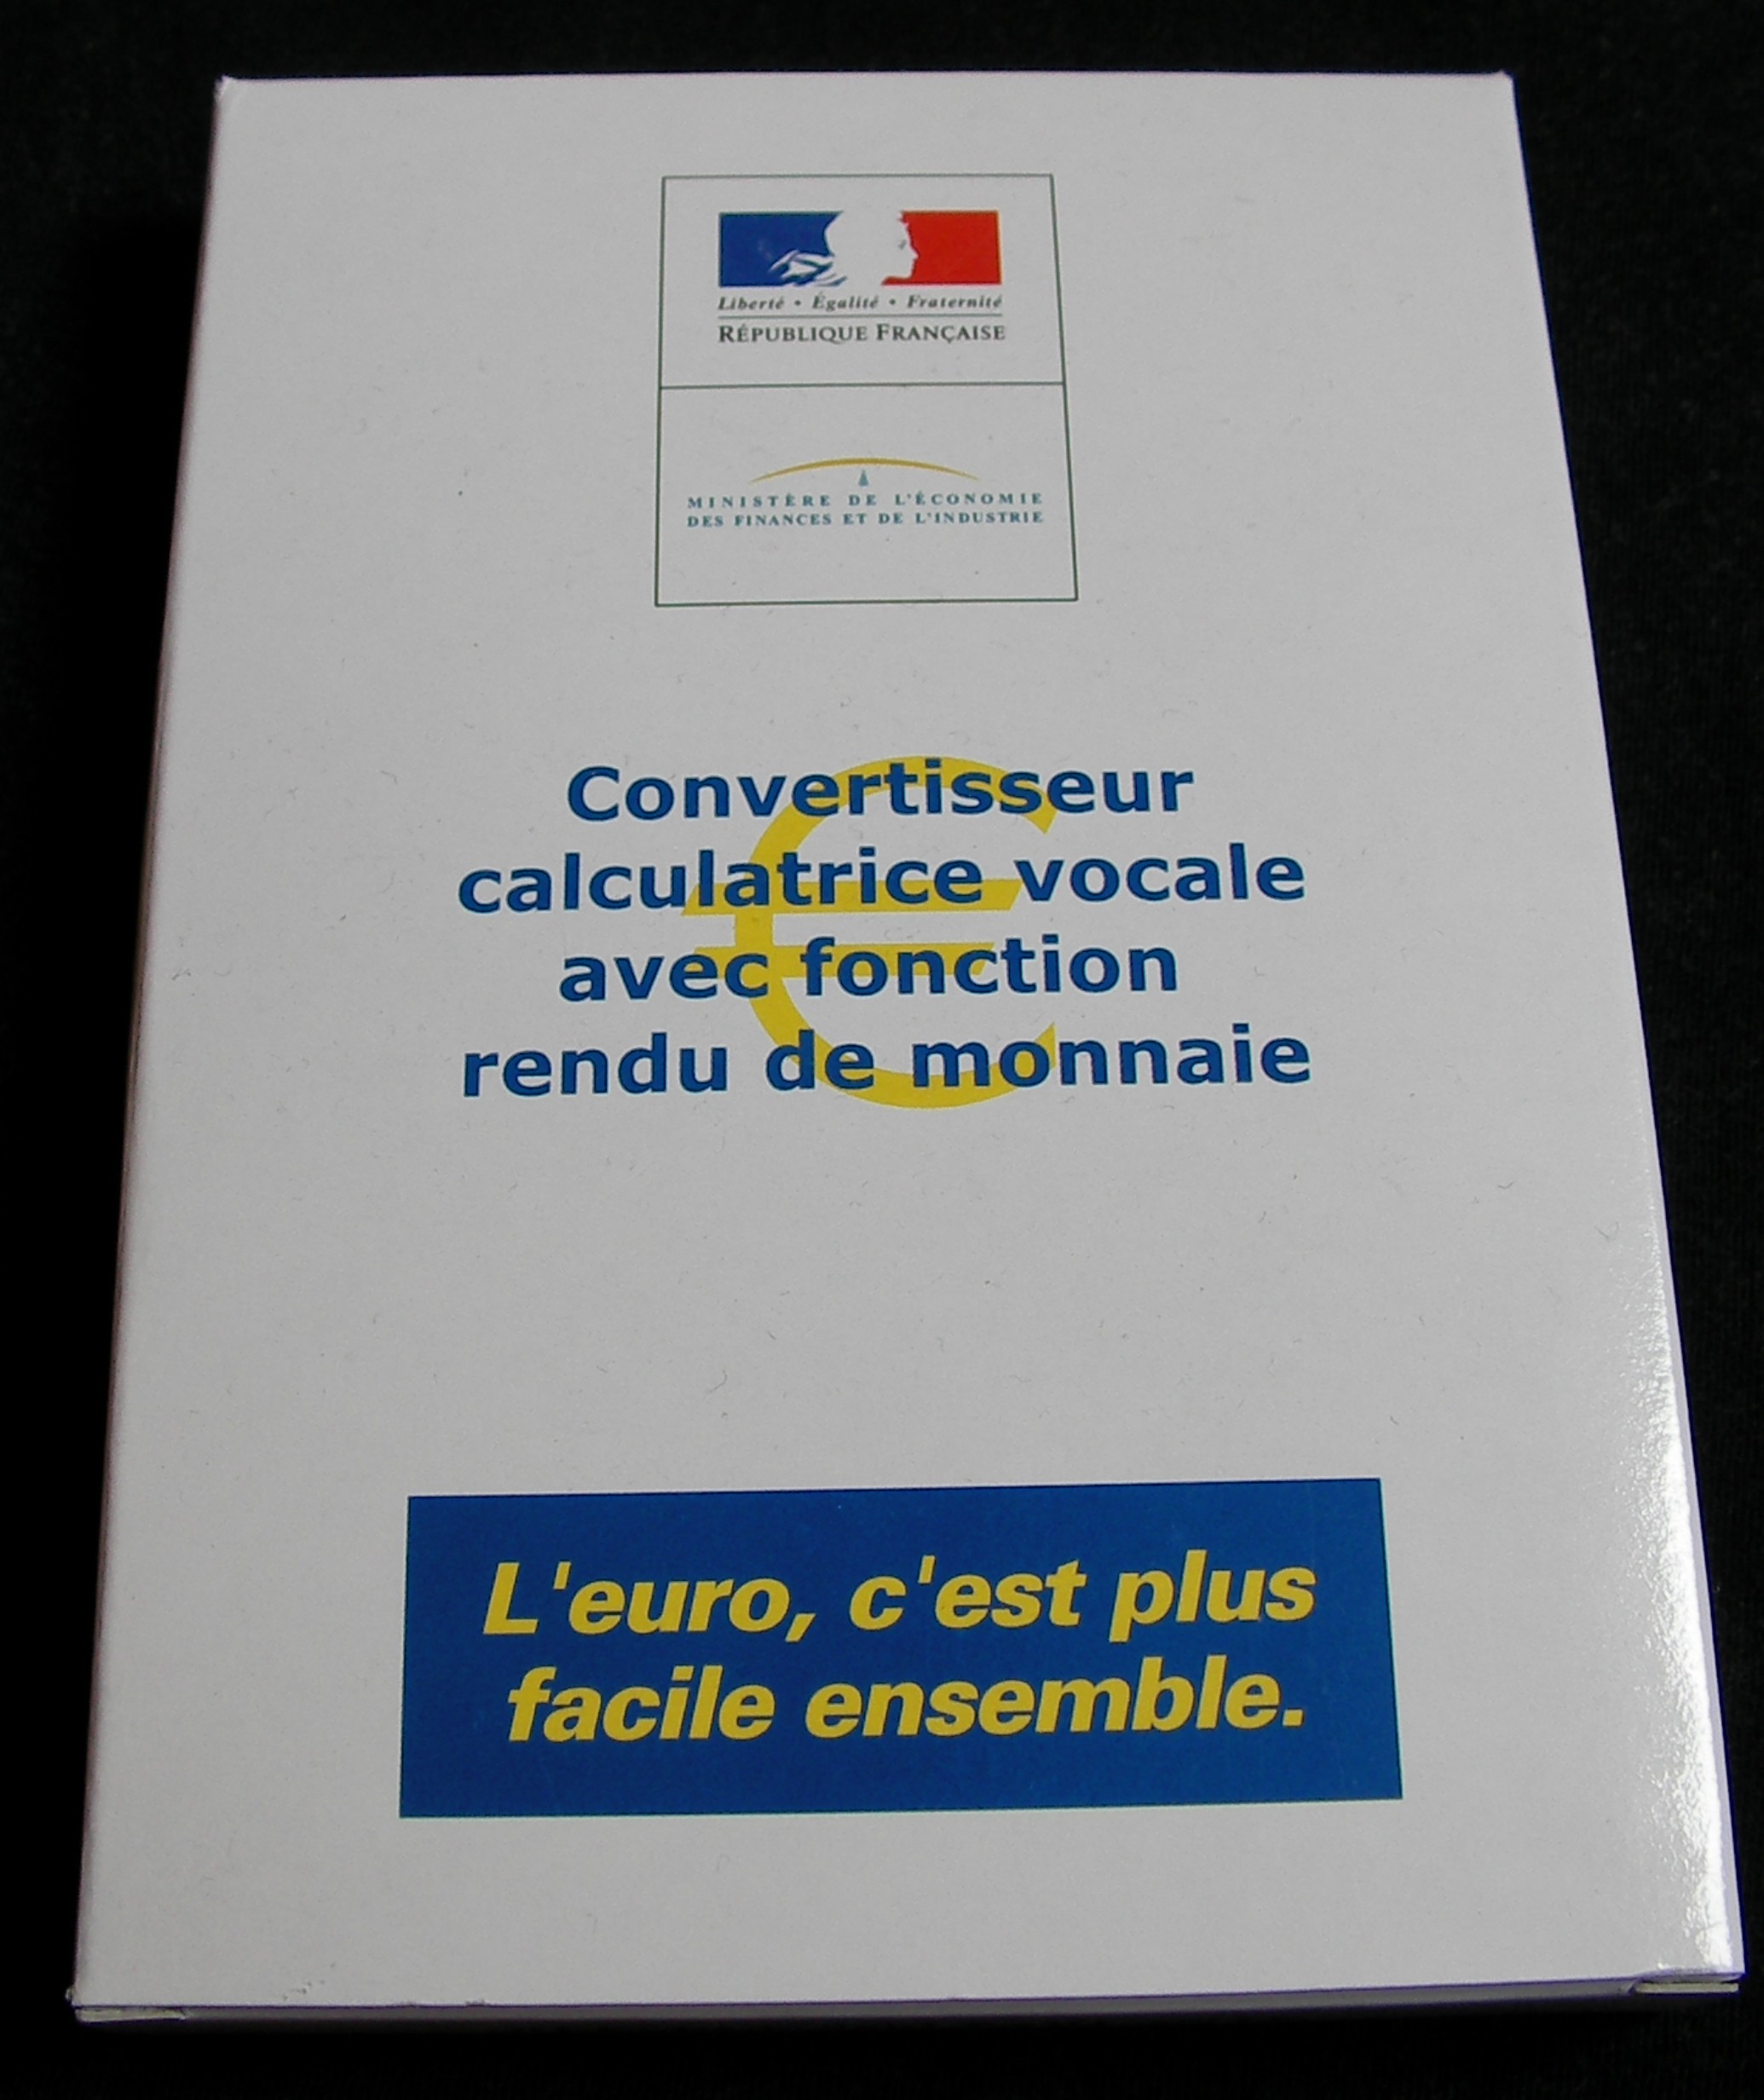 Liberté • Égalité • Fraternité
RÉPUBLIQUE FRANÇAISE
MINISTÈRE DE L'ÉCONOMIE
DES FINANCES ET DE L'INDUSTRIE
Convertisseur
calculatrice vocale
avec fonction
rendu de monnaie
€
L'euro, c'est plus
facile ensemble.